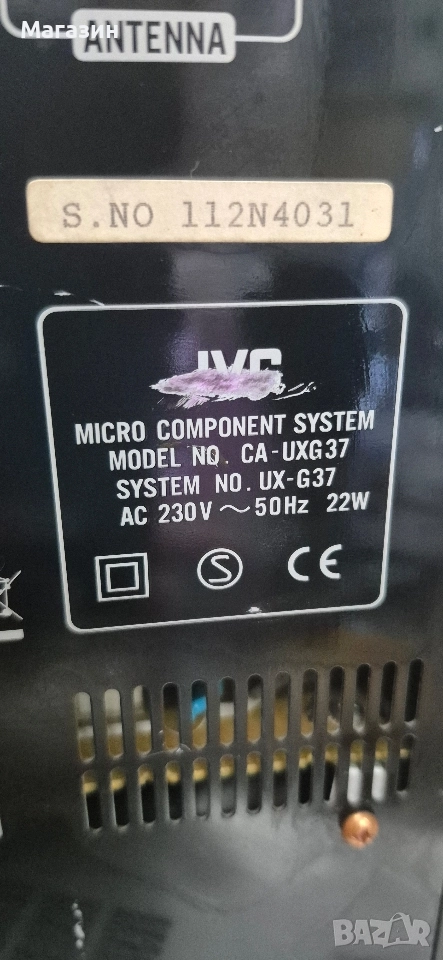 Магазин
ANTENNA
S.NO 112N4031
JVC
MICRO COMPONENT SYSTEM
MODEL NO. CA-UXG37
SYSTEM NO. UX-G37
AC 230V ～ 50Hz 22W
S CE
BAZAR